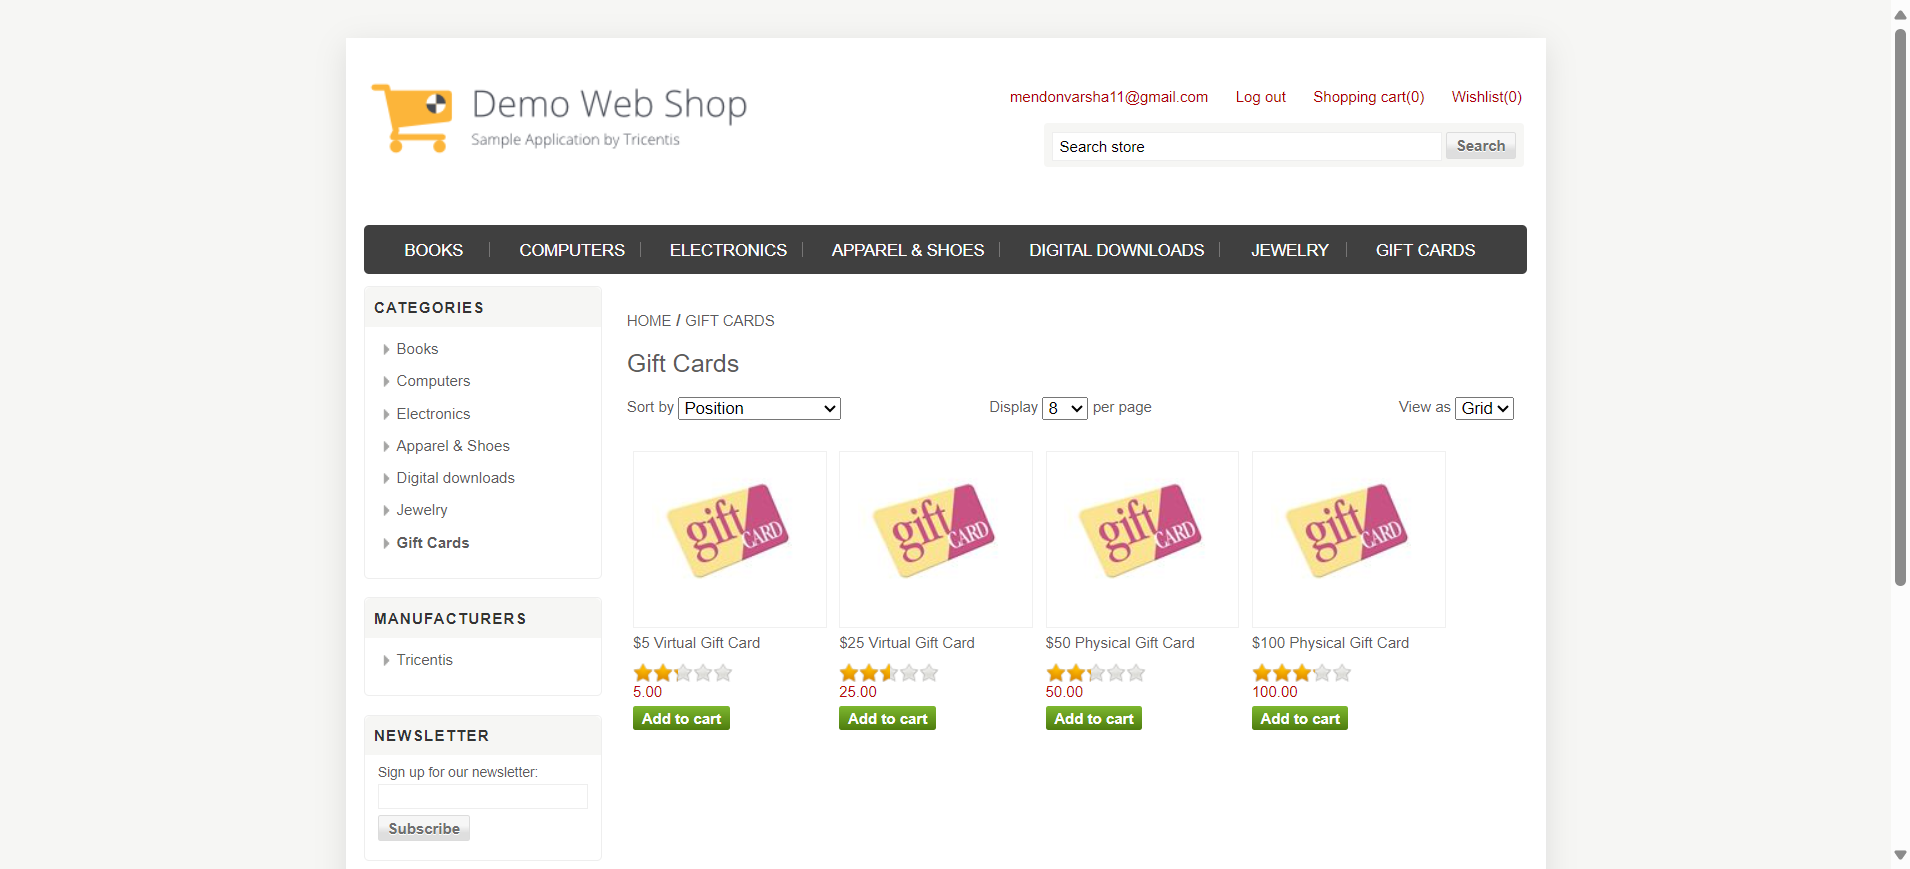 Demo Web Shop
Sample Application by Tricentis
mendonvarsha11@gmail.com Log out Shopping cart(0) Wishlist(0)
Search store Search
BOOKS COMPUTERS ELECTRONICS APPAREL & SHOES DIGITAL DOWNLOADS JEWELRY GIFT CARDS
CATEGORIES
Books
Computers
Electronics
Apparel & Shoes
Digital downloads
Jewelry
Gift Cards
MANUFACTURERS
Tricentis
NEWSLETTER
Sign up for our newsletter:
Subscribe
HOME / GIFT CARDS
Gift Cards
Sort by Position Display 8 per page View as Grid
gift CARD gift CARD gift CARD gift CARD
$5 Virtual Gift Card $25 Virtual Gift Card $50 Physical Gift Card $100 Physical Gift Card
5.00 25.00 50.00 100.00
Add to cart Add to cart Add to cart Add to cart